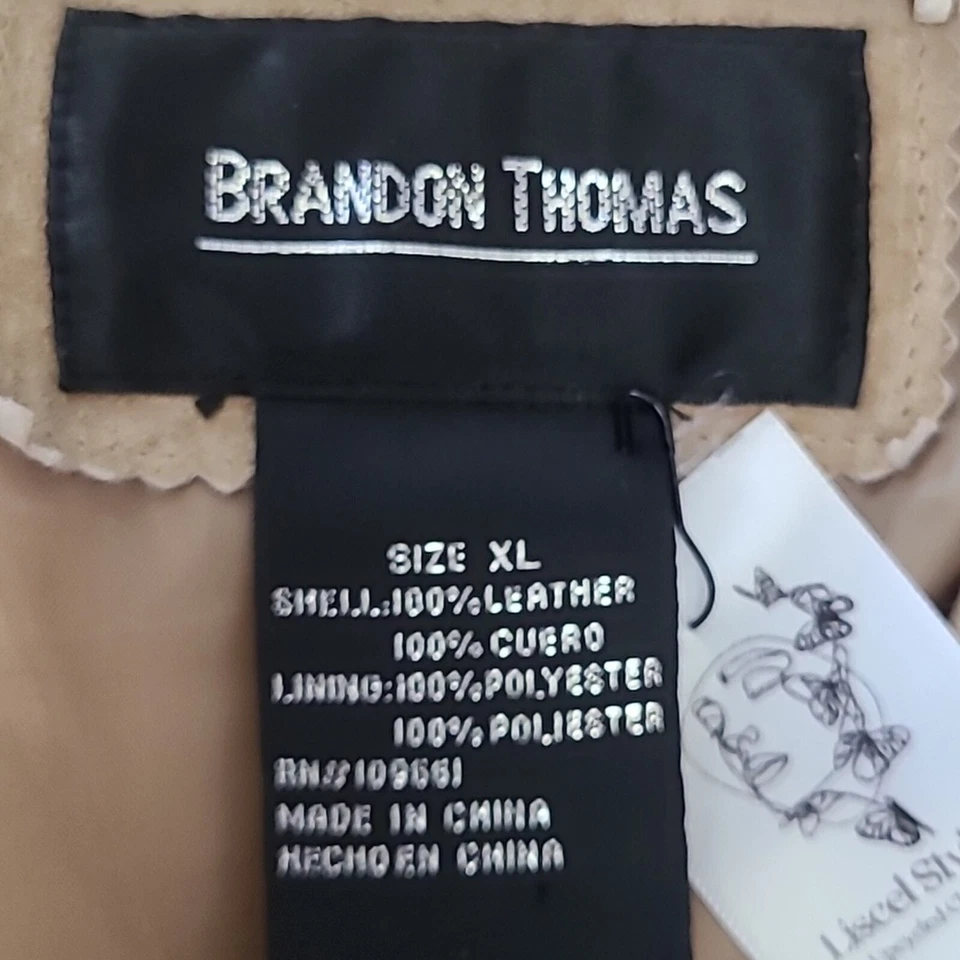 BRANDON THOMAS
SIZE XL
SHELL:100% LEATHER
100% CUERO
LINING:100% POLYESTER
100% POLIESTER
RN#109661
MADE IN CHINA
HECHO EN CHINA